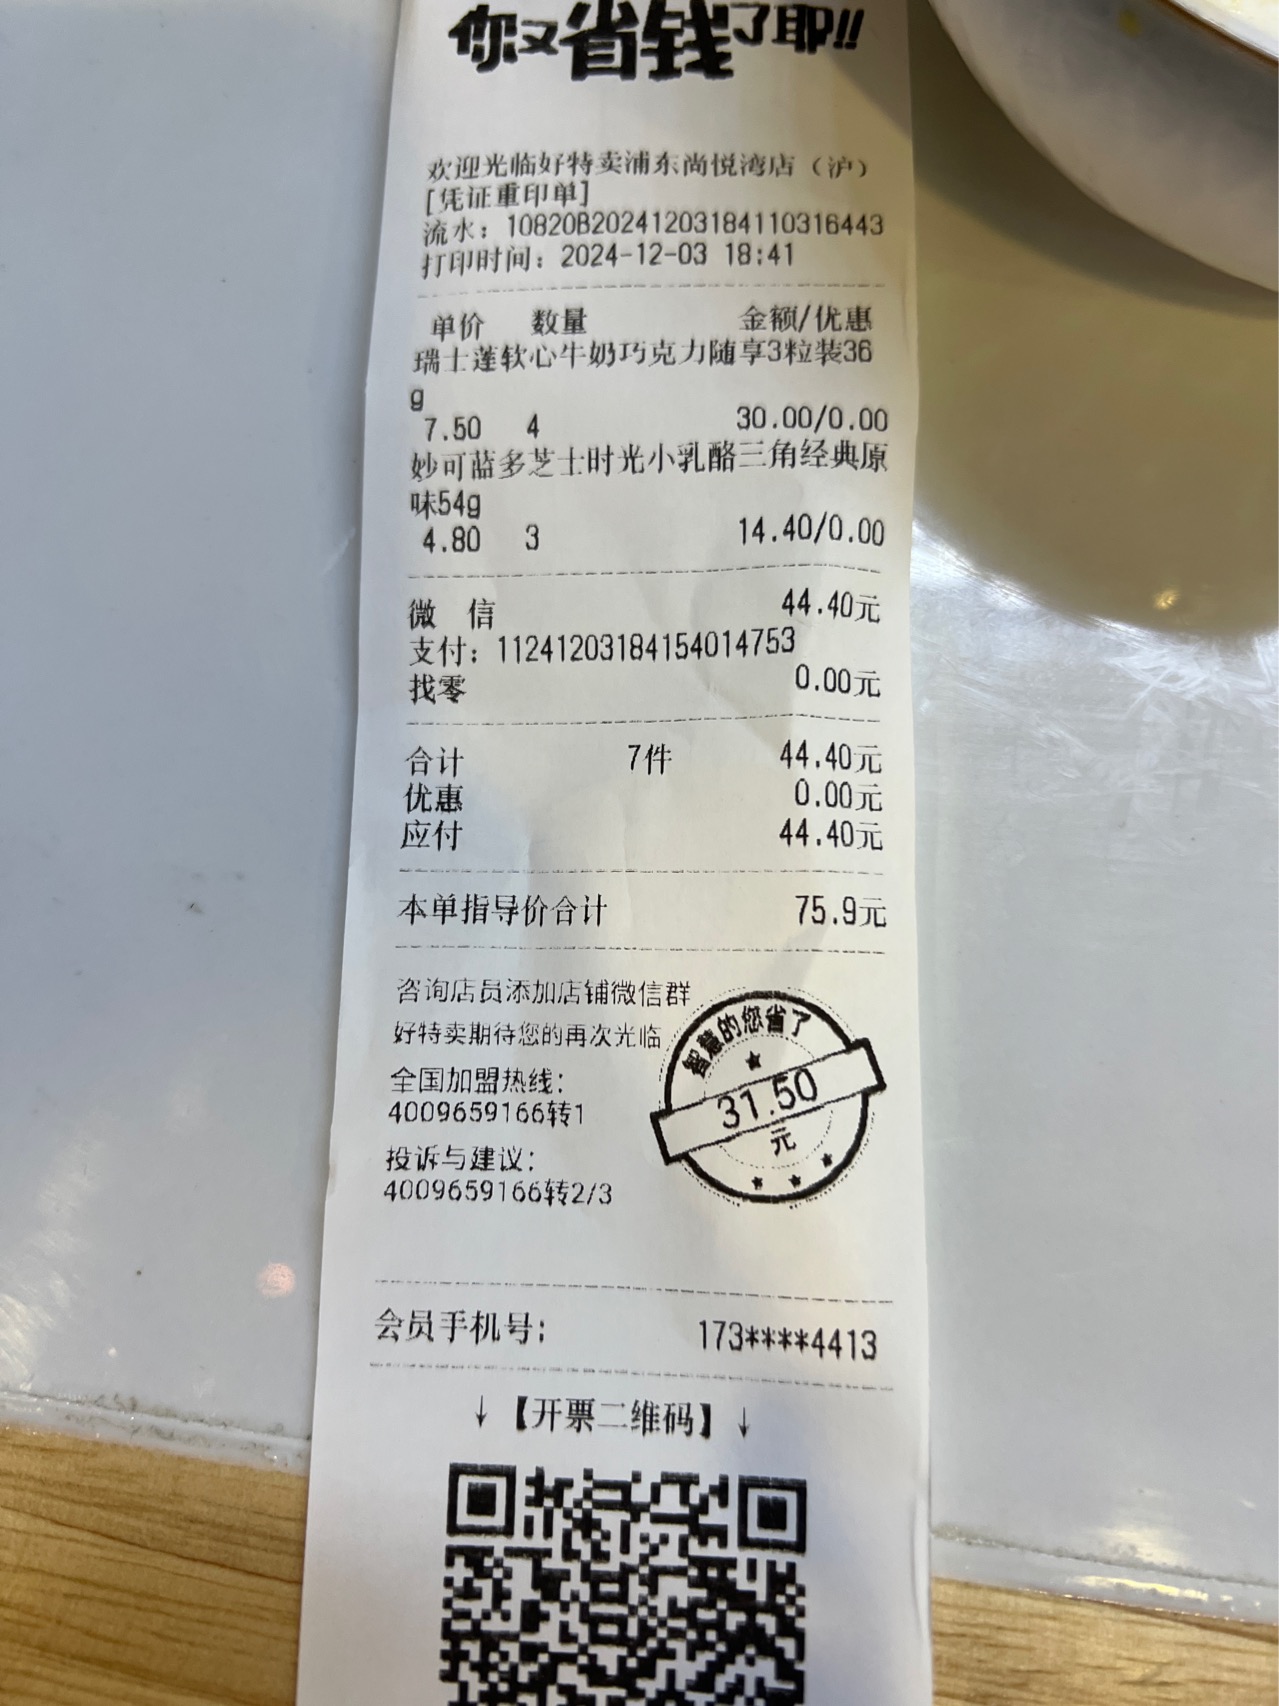 你又省钱了耶!!
欢迎光临好特卖浦东尚悦湾店（沪）
[凭证重印单]
流水：10820B20241203184110316443
打印时间：2024-12-03 18:41
单价 数量 金额/优惠
瑞士莲软心牛奶巧克力随享3粒装36
g
7.50 4 30.00/0.00
妙可蓝多芝士时光小乳酪三角经典原
味54g
4.80 3 14.40/0.00
微 信 44.40元
支付：11241203184154014753
找零 0.00元
合计 7件 44.40元
优惠 0.00元
应付 44.40元
本单指导价合计 75.9元
咨询店员添加店铺微信群
好特卖期待您的再次光临
全国加盟热线：
4009659166转1
投诉与建议：
4009659166转2/3
智慧的您省了
31.50
元
会员手机号： 173****4413
↓【开票二维码】↓